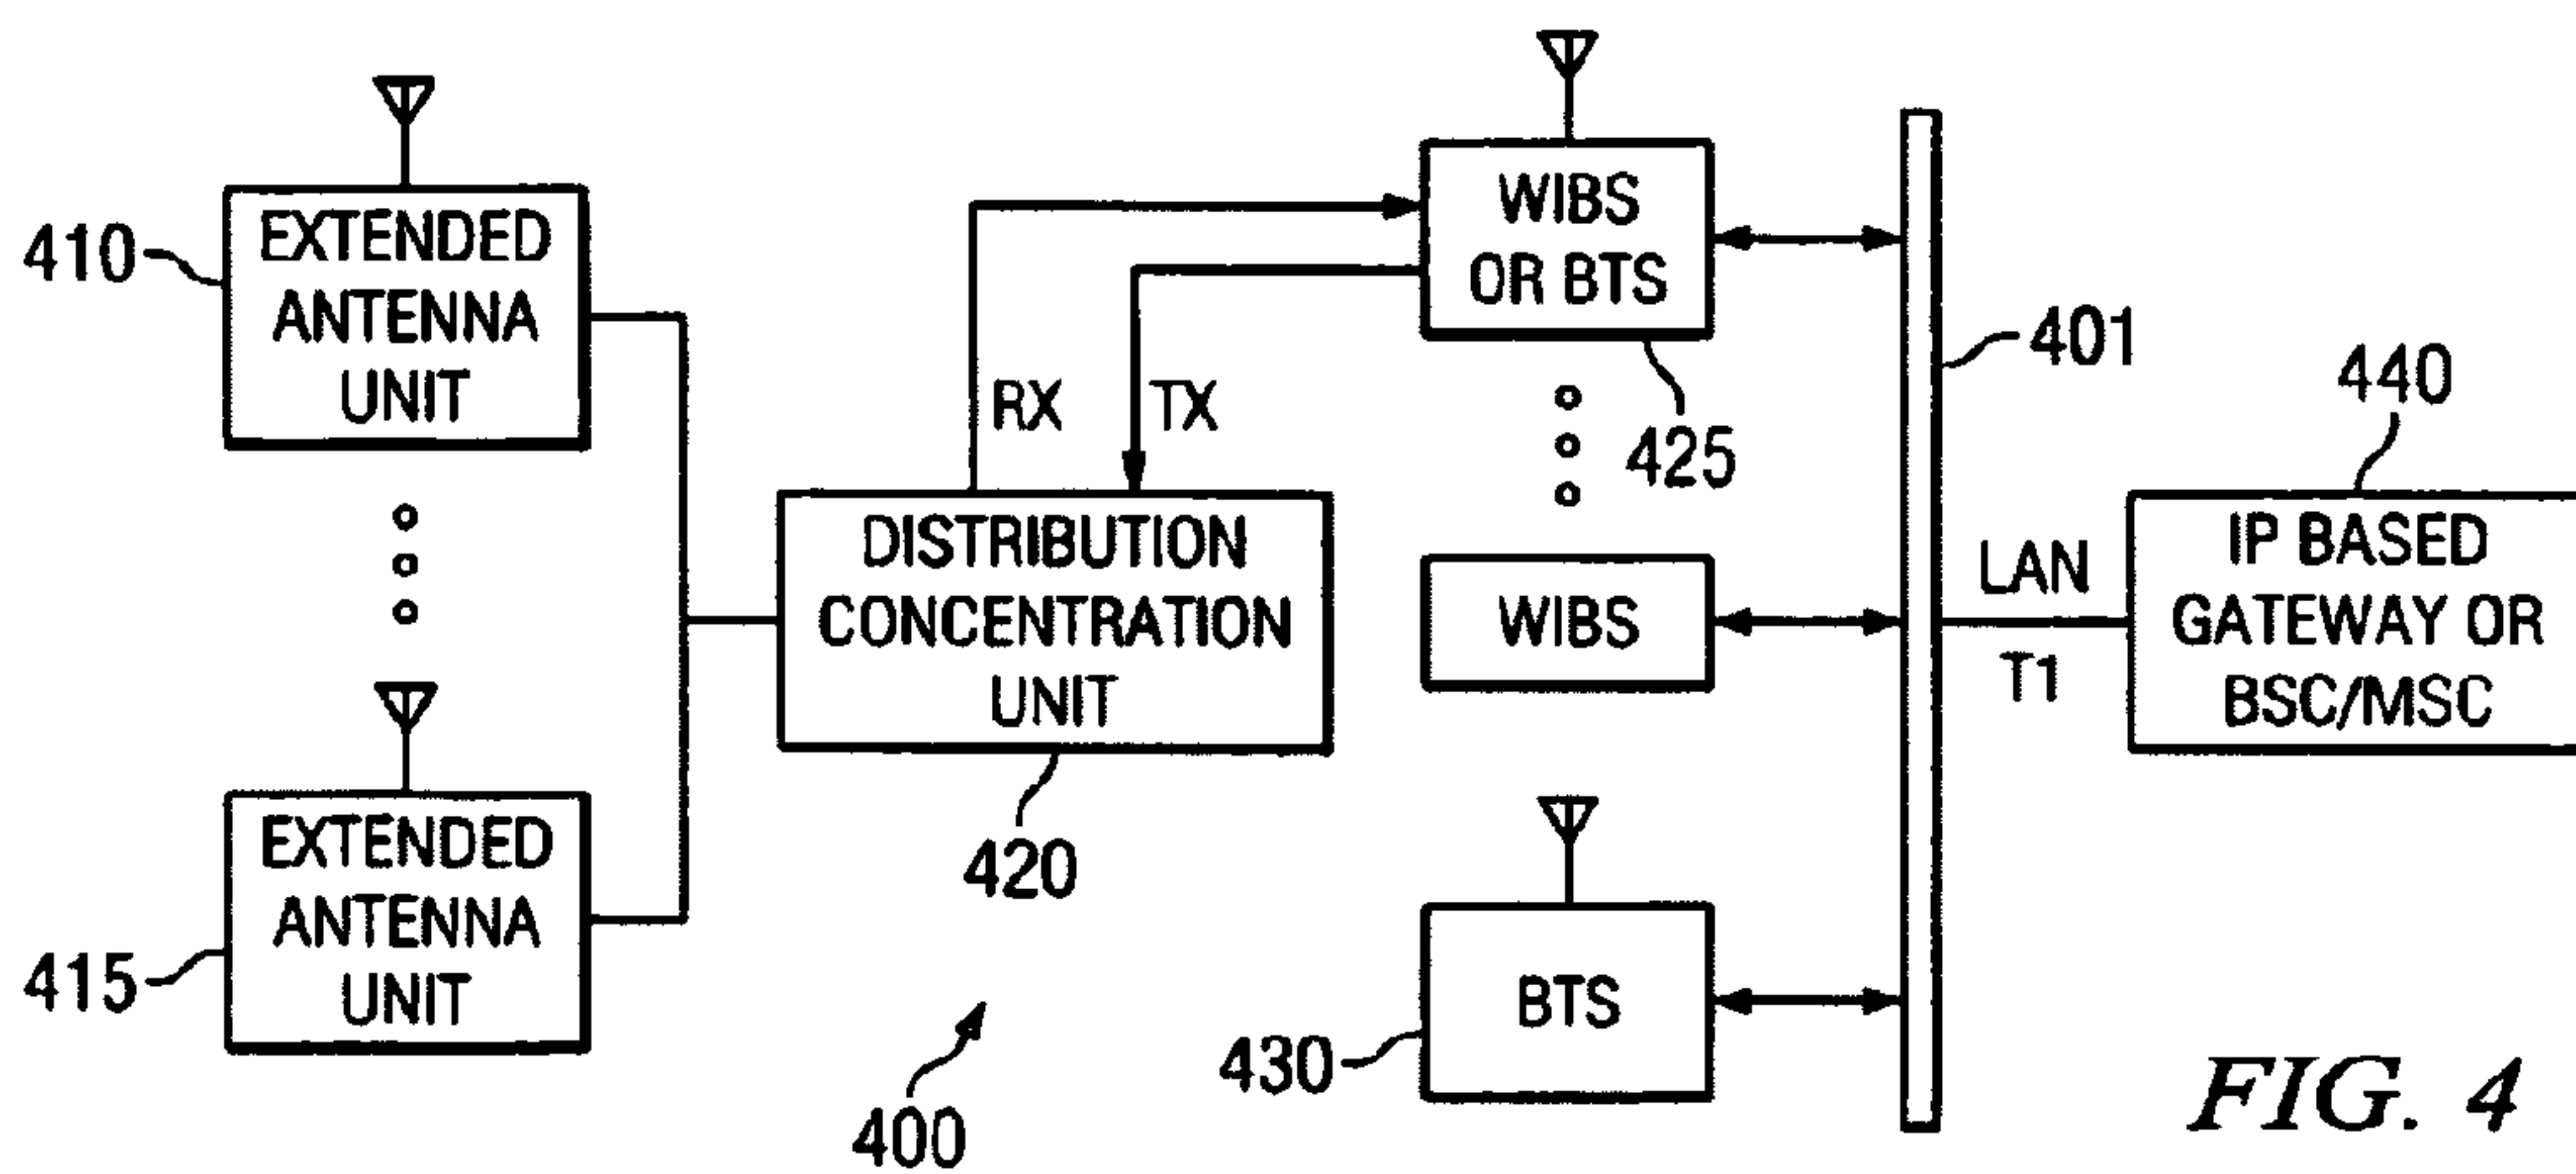 410
EXTENDED
ANTENNA
UNIT
415
EXTENDED
ANTENNA
UNIT
RX
TX
DISTRIBUTION
CONCENTRATION
UNIT
420
400
WIBS
OR BTS
425
WIBS
BTS
430
401
LAN
T1
440
IP BASED
GATEWAY OR
BSC/MSC
FIG. 4